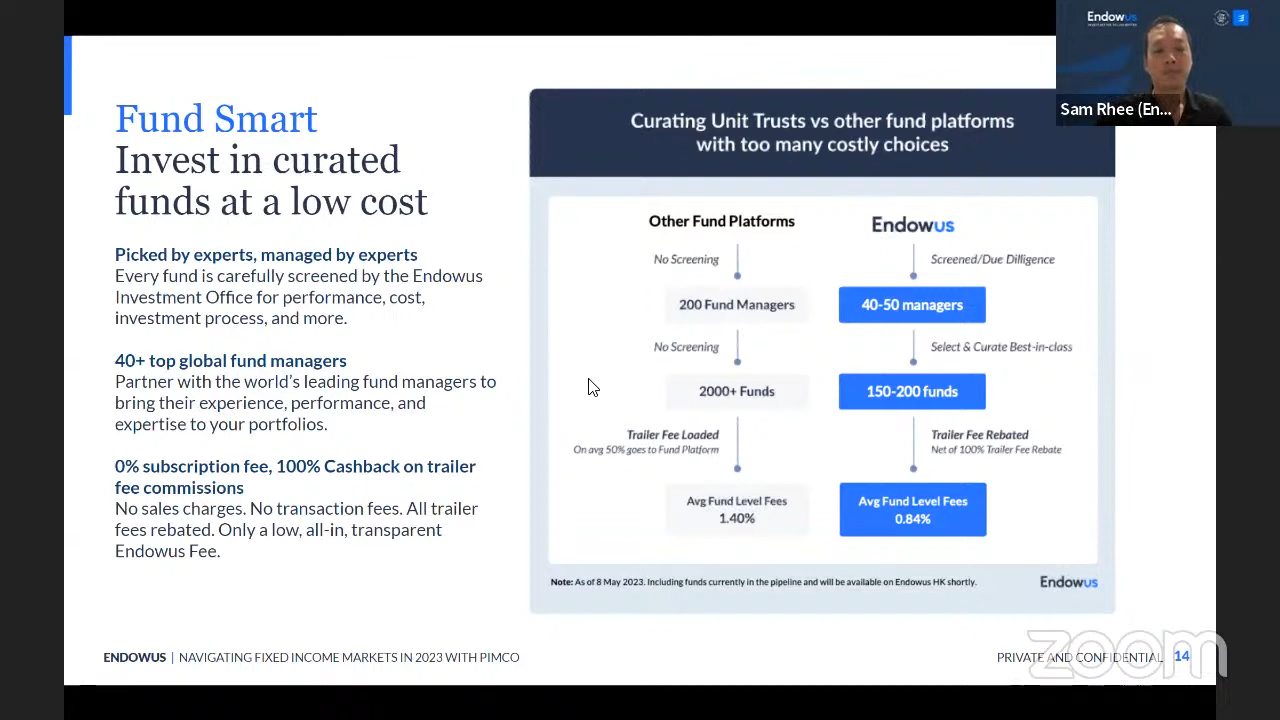 Endowus
Sam Rhee (En...
Fund Smart
Invest in curated
funds at a low cost
Picked by experts, managed by experts
Every fund is carefully screened by the Endowus
Investment Office for performance, cost,
investment process, and more.
40+ top global fund managers
Partner with the world's leading fund managers to
bring their experience, performance, and
expertise to your portfolios.
0% subscription fee, 100% Cashback on trailer
fee commissions
No sales charges. No transaction fees. All trailer
fees rebated. Only a low, all-in, transparent
Endowus Fee.
Curating Unit Trusts vs other fund platforms
with too many costly choices
Other Fund Platforms
Endowus
No Screening
Screened/Due Dilligence
200 Fund Managers
40-50 managers
No Screening
Select & Curate Best-in-class
2000+ Funds
150-200 funds
Trailer Fee Loaded
On avg 50% goes to Fund Platform
Trailer Fee Rebated
Net of 100% Trailer Fee Rebate
Avg Fund Level Fees
1.40%
Avg Fund Level Fees
0.84%
Note: As of 8 May 2023. Including funds currently in the pipeline and will be available on Endowus HK shortly.
Endowus
ENDOWUS | NAVIGATING FIXED INCOME MARKETS IN 2023 WITH PIMCO
PRIVATE AND CONFIDENTIAL 14
zoom